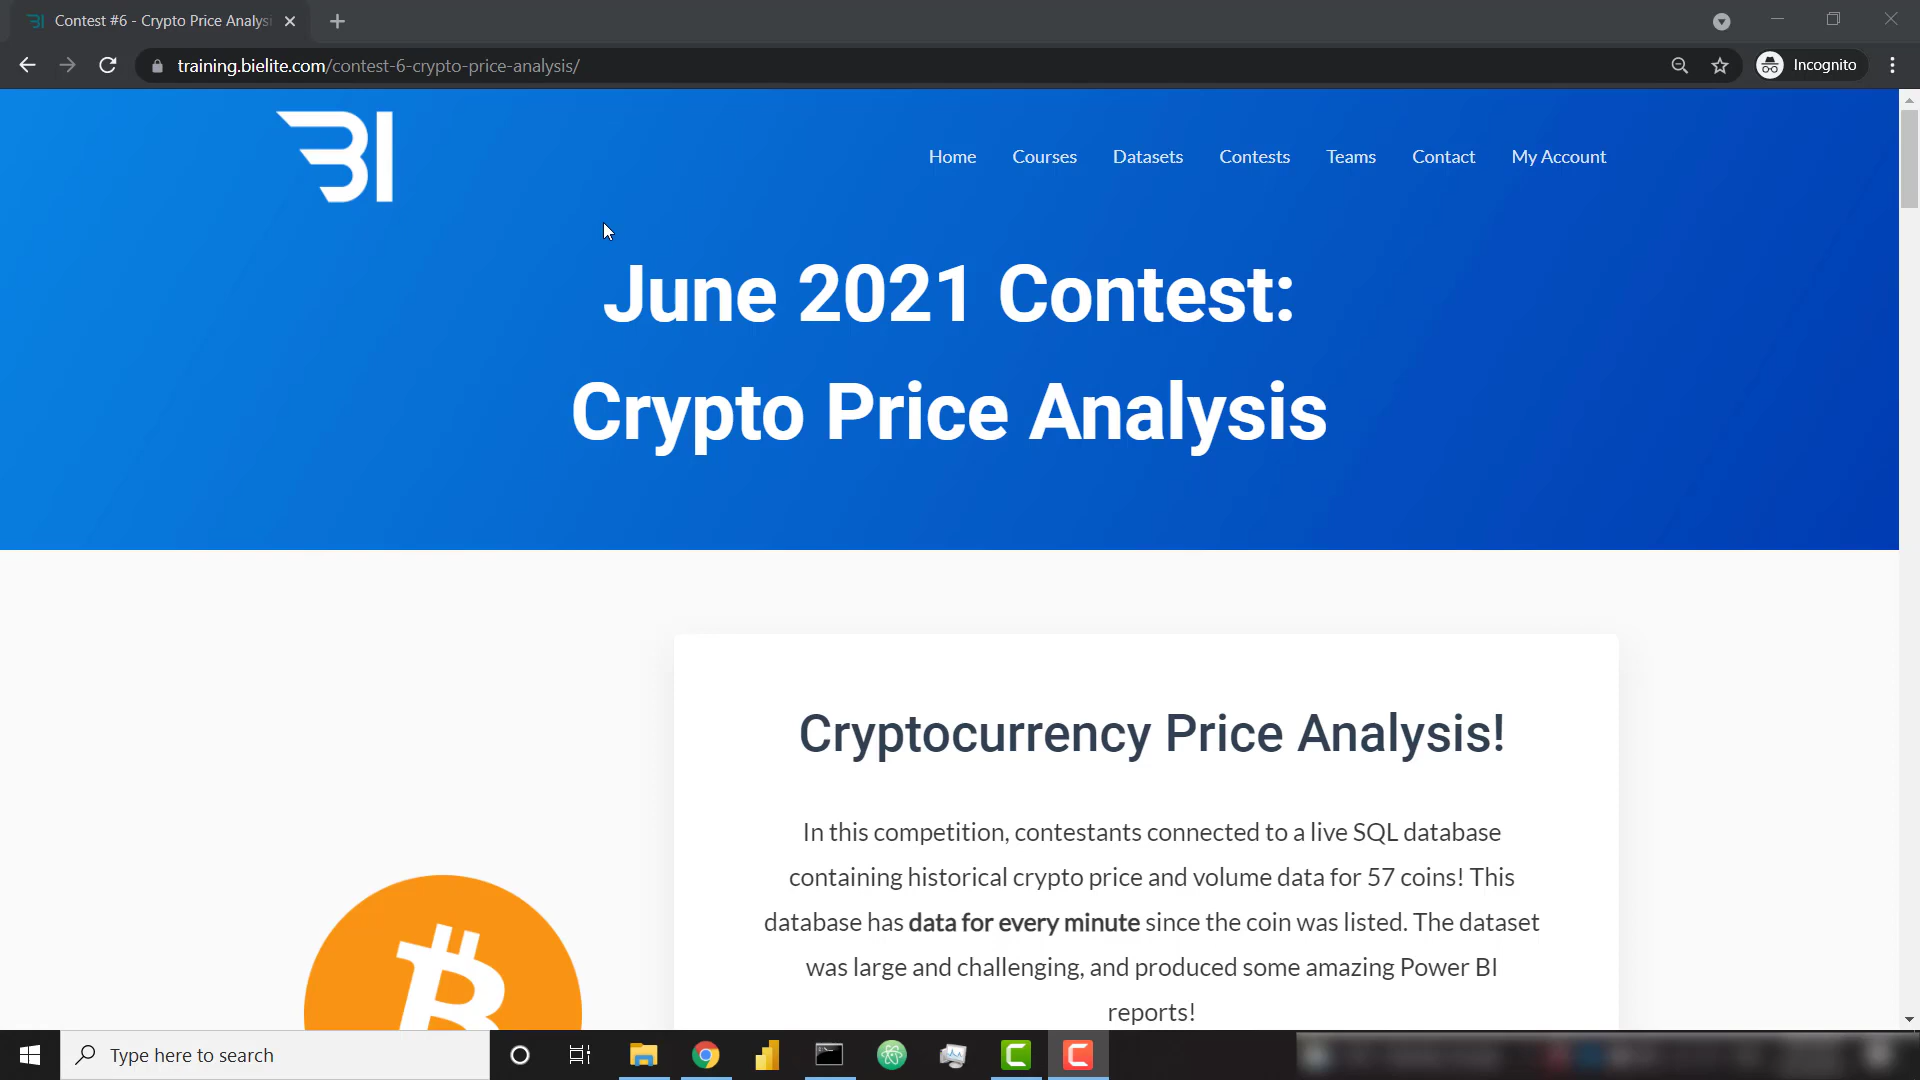 Contest #6 - Crypto Price Analys
training.bielite.com/contest-6-crypto-price-analysis/
Incognito
BI
Home Courses Datasets Contests Teams Contact My Account
June 2021 Contest:
Crypto Price Analysis
Cryptocurrency Price Analysis!
In this competition, contestants connected to a live SQL database
containing historical crypto price and volume data for 57 coins! This
database has data for every minute since the coin was listed. The dataset
was large and challenging, and produced some amazing Power BI
reports!
Type here to search